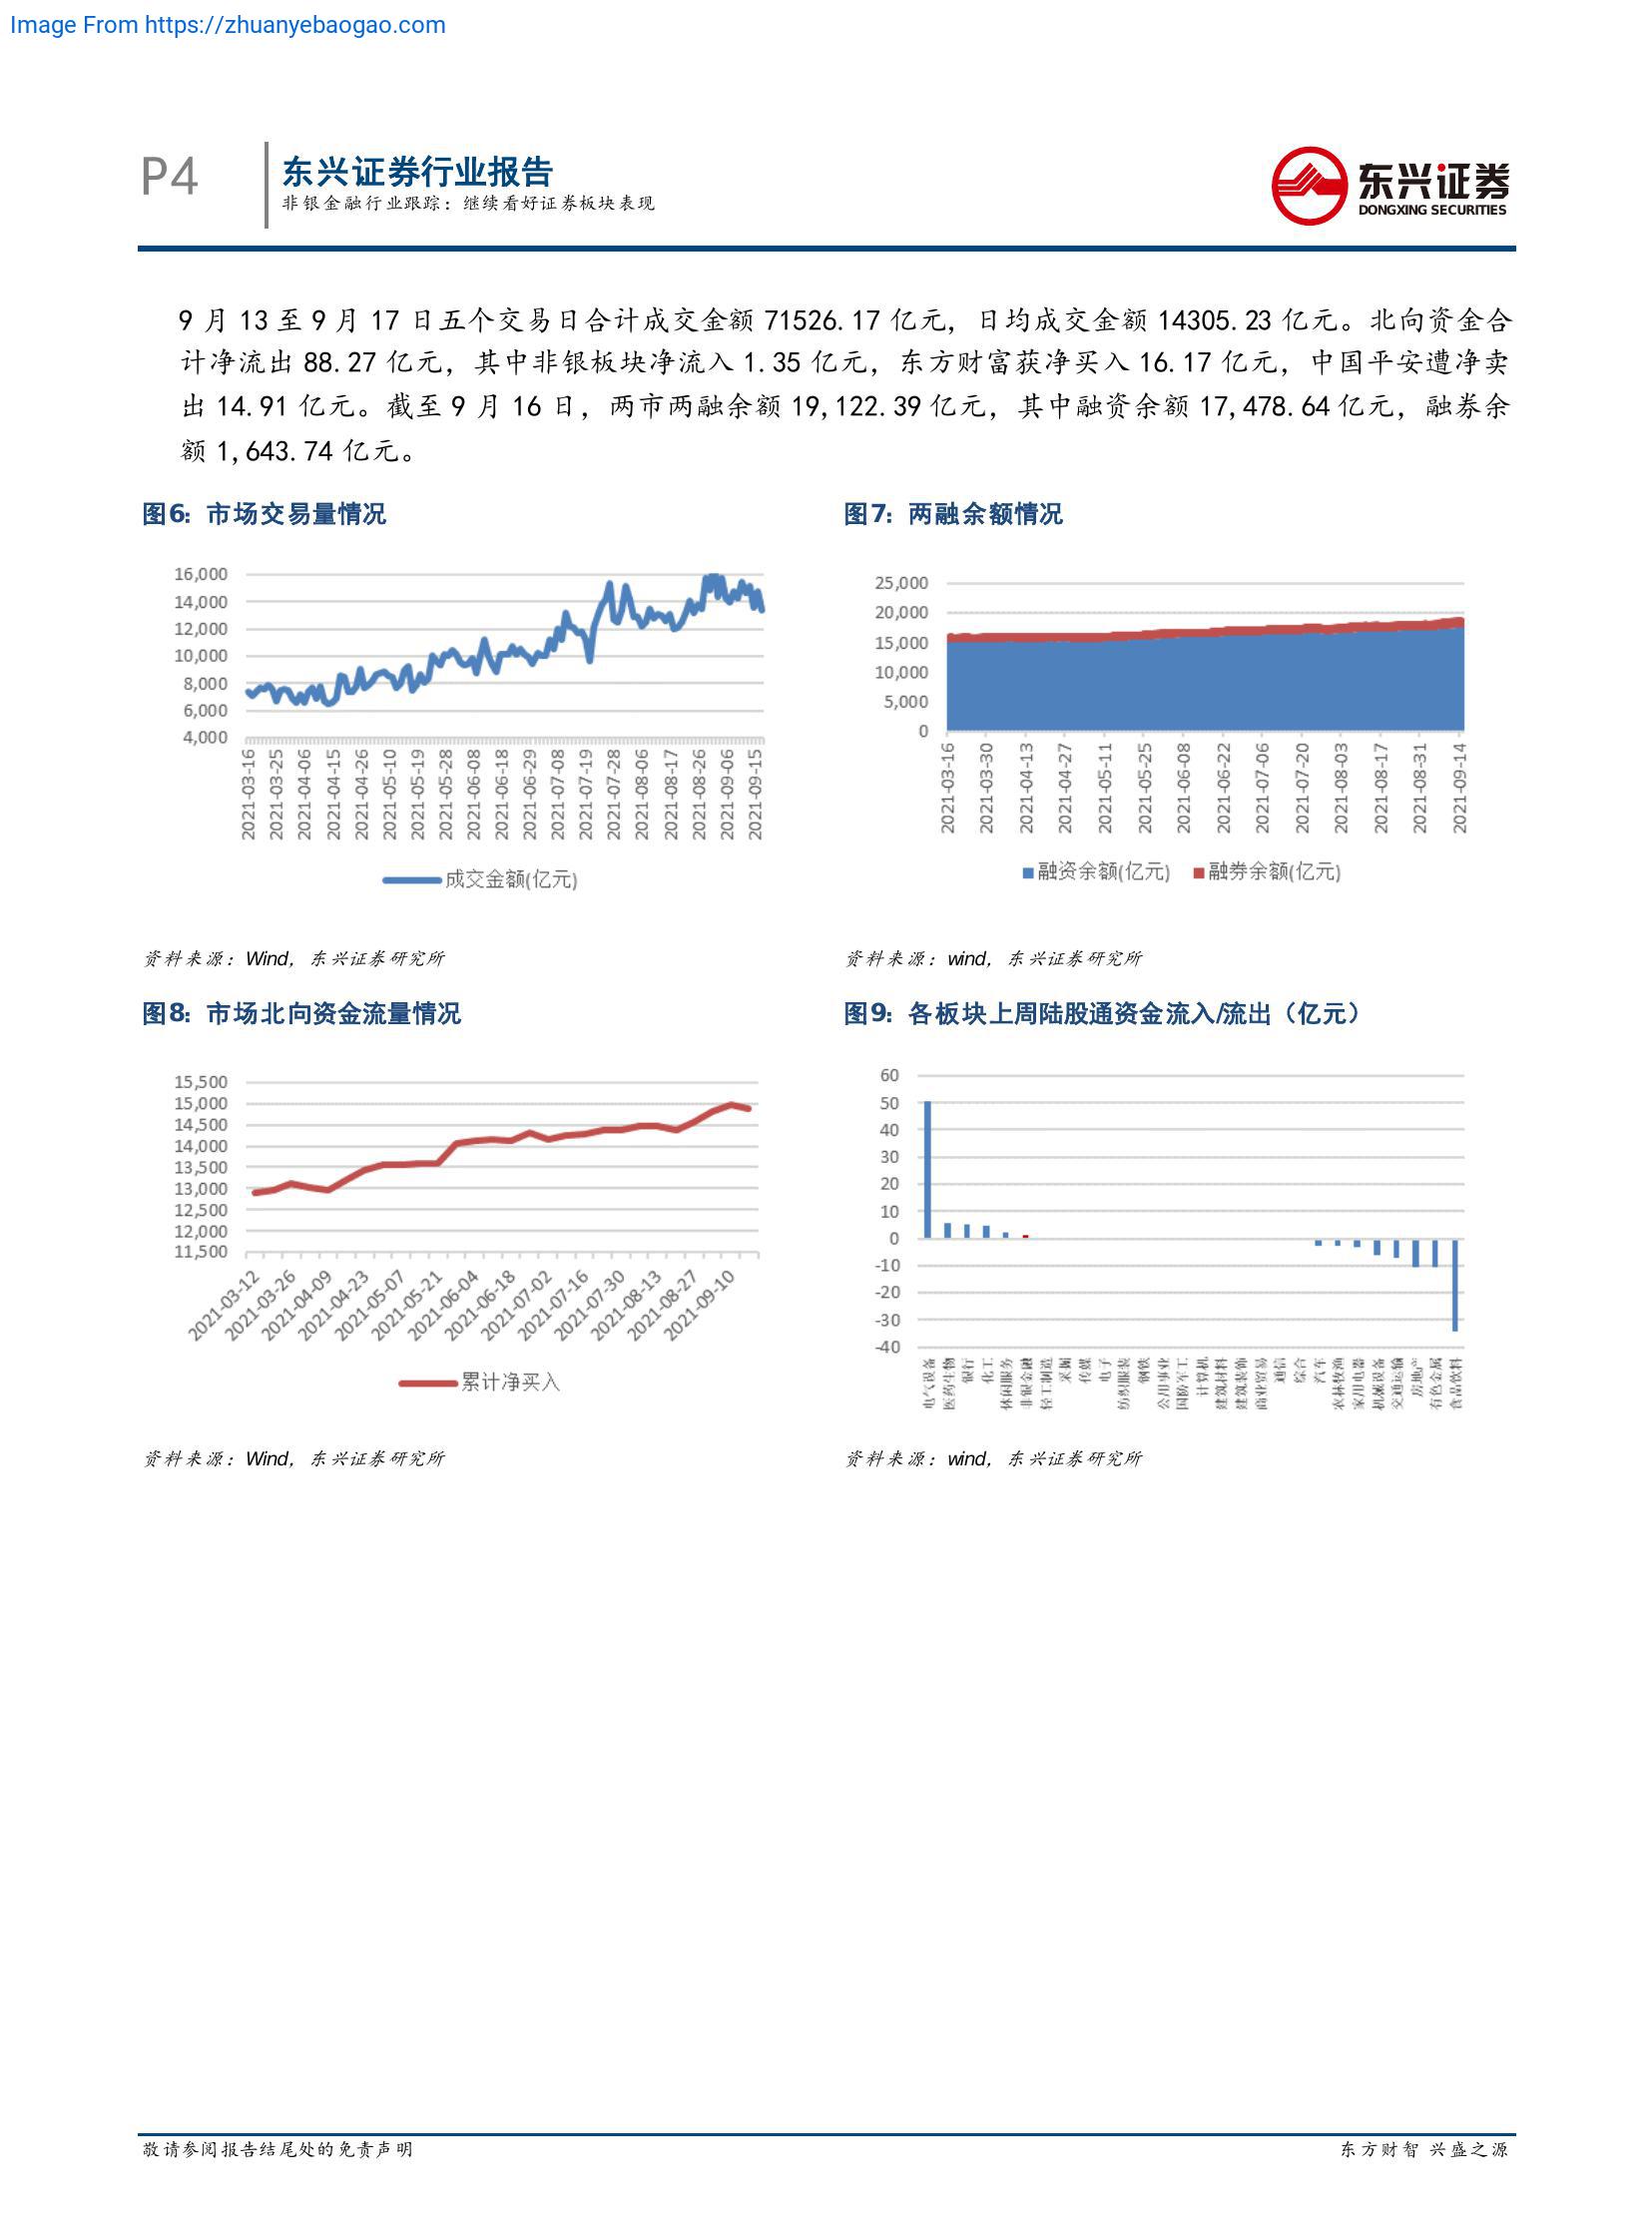 Image From https://zhuanyebaogao.com
P4
东兴证券行业报告
非银金融行业跟踪：继续看好证券板块表现
东兴证券
DONGXING SECURITIES
9 月 13 至 9 月 17 日五个交易日合计成交金额 71526.17 亿元，日均成交金额 14305.23 亿元。北向资金合
计净流出 88.27 亿元，其中非银板块净流入 1.35 亿元，东方财富获净买入 16.17 亿元，中国平安遭净卖
出 14.91 亿元。截至 9 月 16 日，两市两融余额 19,122.39 亿元，其中融资余额 17,478.64 亿元，融券余
额 1,643.74 亿元。
图6：市场交易量情况
16,000
14,000
12,000
10,000
8,000
6,000
4,000
2021-03-16
2021-03-25
2021-04-06
2021-04-15
2021-04-26
2021-05-10
2021-05-19
2021-05-28
2021-06-08
2021-06-18
2021-06-29
2021-07-08
2021-07-19
2021-07-28
2021-08-06
2021-08-17
2021-08-26
2021-09-06
2021-09-15
成交金额(亿元)
资料来源：Wind，东兴证券研究所
图7：两融余额情况
25,000
20,000
15,000
10,000
5,000
0
2021-03-16
2021-03-30
2021-04-13
2021-04-27
2021-05-11
2021-05-25
2021-06-08
2021-06-22
2021-07-06
2021-07-20
2021-08-03
2021-08-17
2021-08-31
2021-09-14
融资余额(亿元) 融券余额(亿元)
资料来源：wind，东兴证券研究所
图8：市场北向资金流量情况
15,500
15,000
14,500
14,000
13,500
13,000
12,500
12,000
11,500
2021-03-12
2021-03-26
2021-04-09
2021-04-23
2021-05-07
2021-05-21
2021-06-04
2021-06-18
2021-07-02
2021-07-16
2021-07-30
2021-08-13
2021-08-27
2021-09-10
累计净买入
资料来源：Wind，东兴证券研究所
图9：各板块上周陆股通资金流入/流出（亿元）
60
50
40
30
20
10
0
-10
-20
-30
-40
电气设备
医药生物
银行
化工
休闲服务
非银金融
轻工制造
采掘
传媒
电子
纺织服装
钢铁
公用事业
国防军工
计算机
建筑材料
建筑装饰
商业贸易
通信
综合
汽车
农林牧渔
家用电器
机械设备
交通运输
房地产
有色金属
食品饮料
资料来源：wind，东兴证券研究所
敬请参阅报告结尾处的免责声明
东方财智 兴盛之源